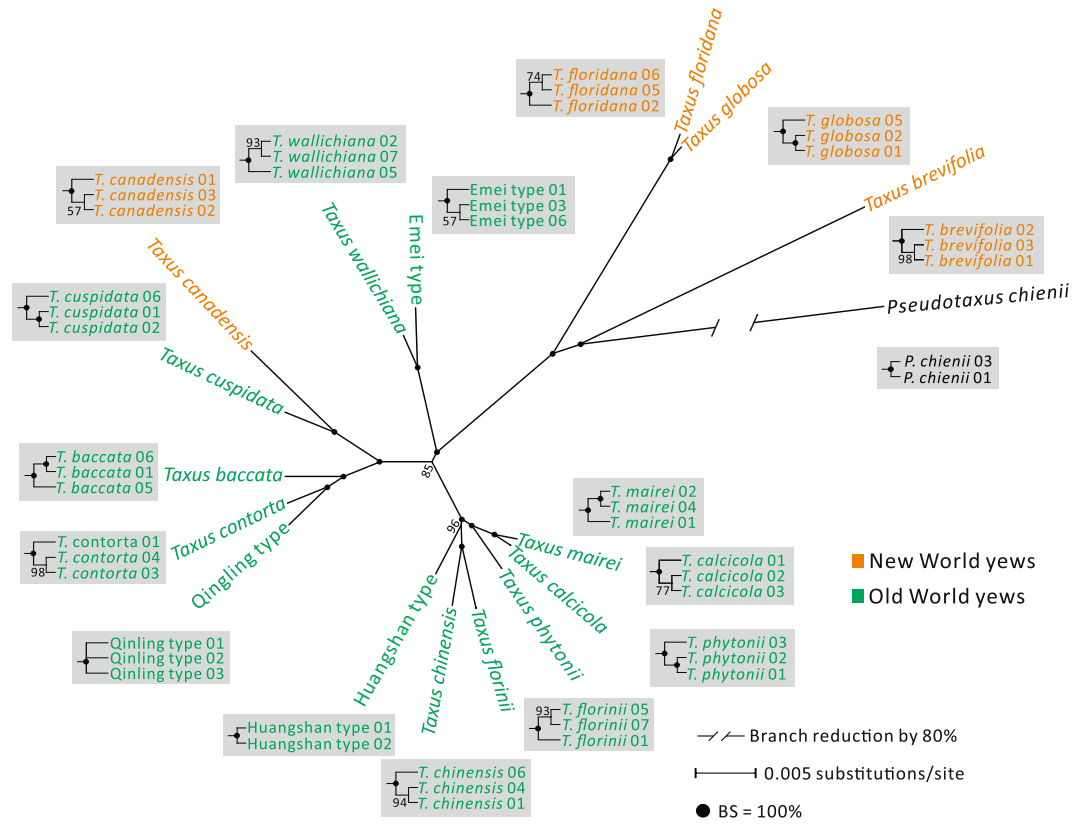 Taxus floridana
Taxus globosa
74
T. floridana 06
T. floridana 05
T. floridana 02
T. globosa 05
T. globosa 02
T. globosa 01
93
T. wallichiana 02
T. wallichiana 07
T. wallichiana 05
T. canadensis 01
T. canadensis 03
T. canadensis 02
57
Emei type 01
Emei type 03
Emei type 06
57
Taxus brevifolia
T. brevifolia 02
T. brevifolia 03
T. brevifolia 01
98
Taxus wallichiana
Emei type
Taxus canadensis
Pseudotaxus chienii
T. cuspidata 06
T. cuspidata 01
T. cuspidata 02
Taxus cuspidata
P. chienii 03
P. chienii 01
T. baccata 06
T. baccata 01
T. baccata 05
Taxus baccata
85
T. mairei 02
T. mairei 04
T. mairei 01
Taxus contorta
Qingling type
96
Taxus mairei
Taxus calcicola
Taxus phytonii
T. contorta 01
T. contorta 04
T. contorta 03
98
T. calcicola 01
T. calcicola 02
T. calcicola 03
77
New World yews
Old World yews
Huangshan type
Taxus chinensis
Taxus florinii
Qinling type 01
Qinling type 02
Qinling type 03
T. phytonii 03
T. phytonii 02
T. phytonii 01
Huangshan type 01
Huangshan type 02
93
T. florinii 05
T. florinii 07
T. florinii 01
T. chinensis 06
T. chinensis 04
T. chinensis 01
94
Branch reduction by 80%
0.005 substitutions/site
BS = 100%